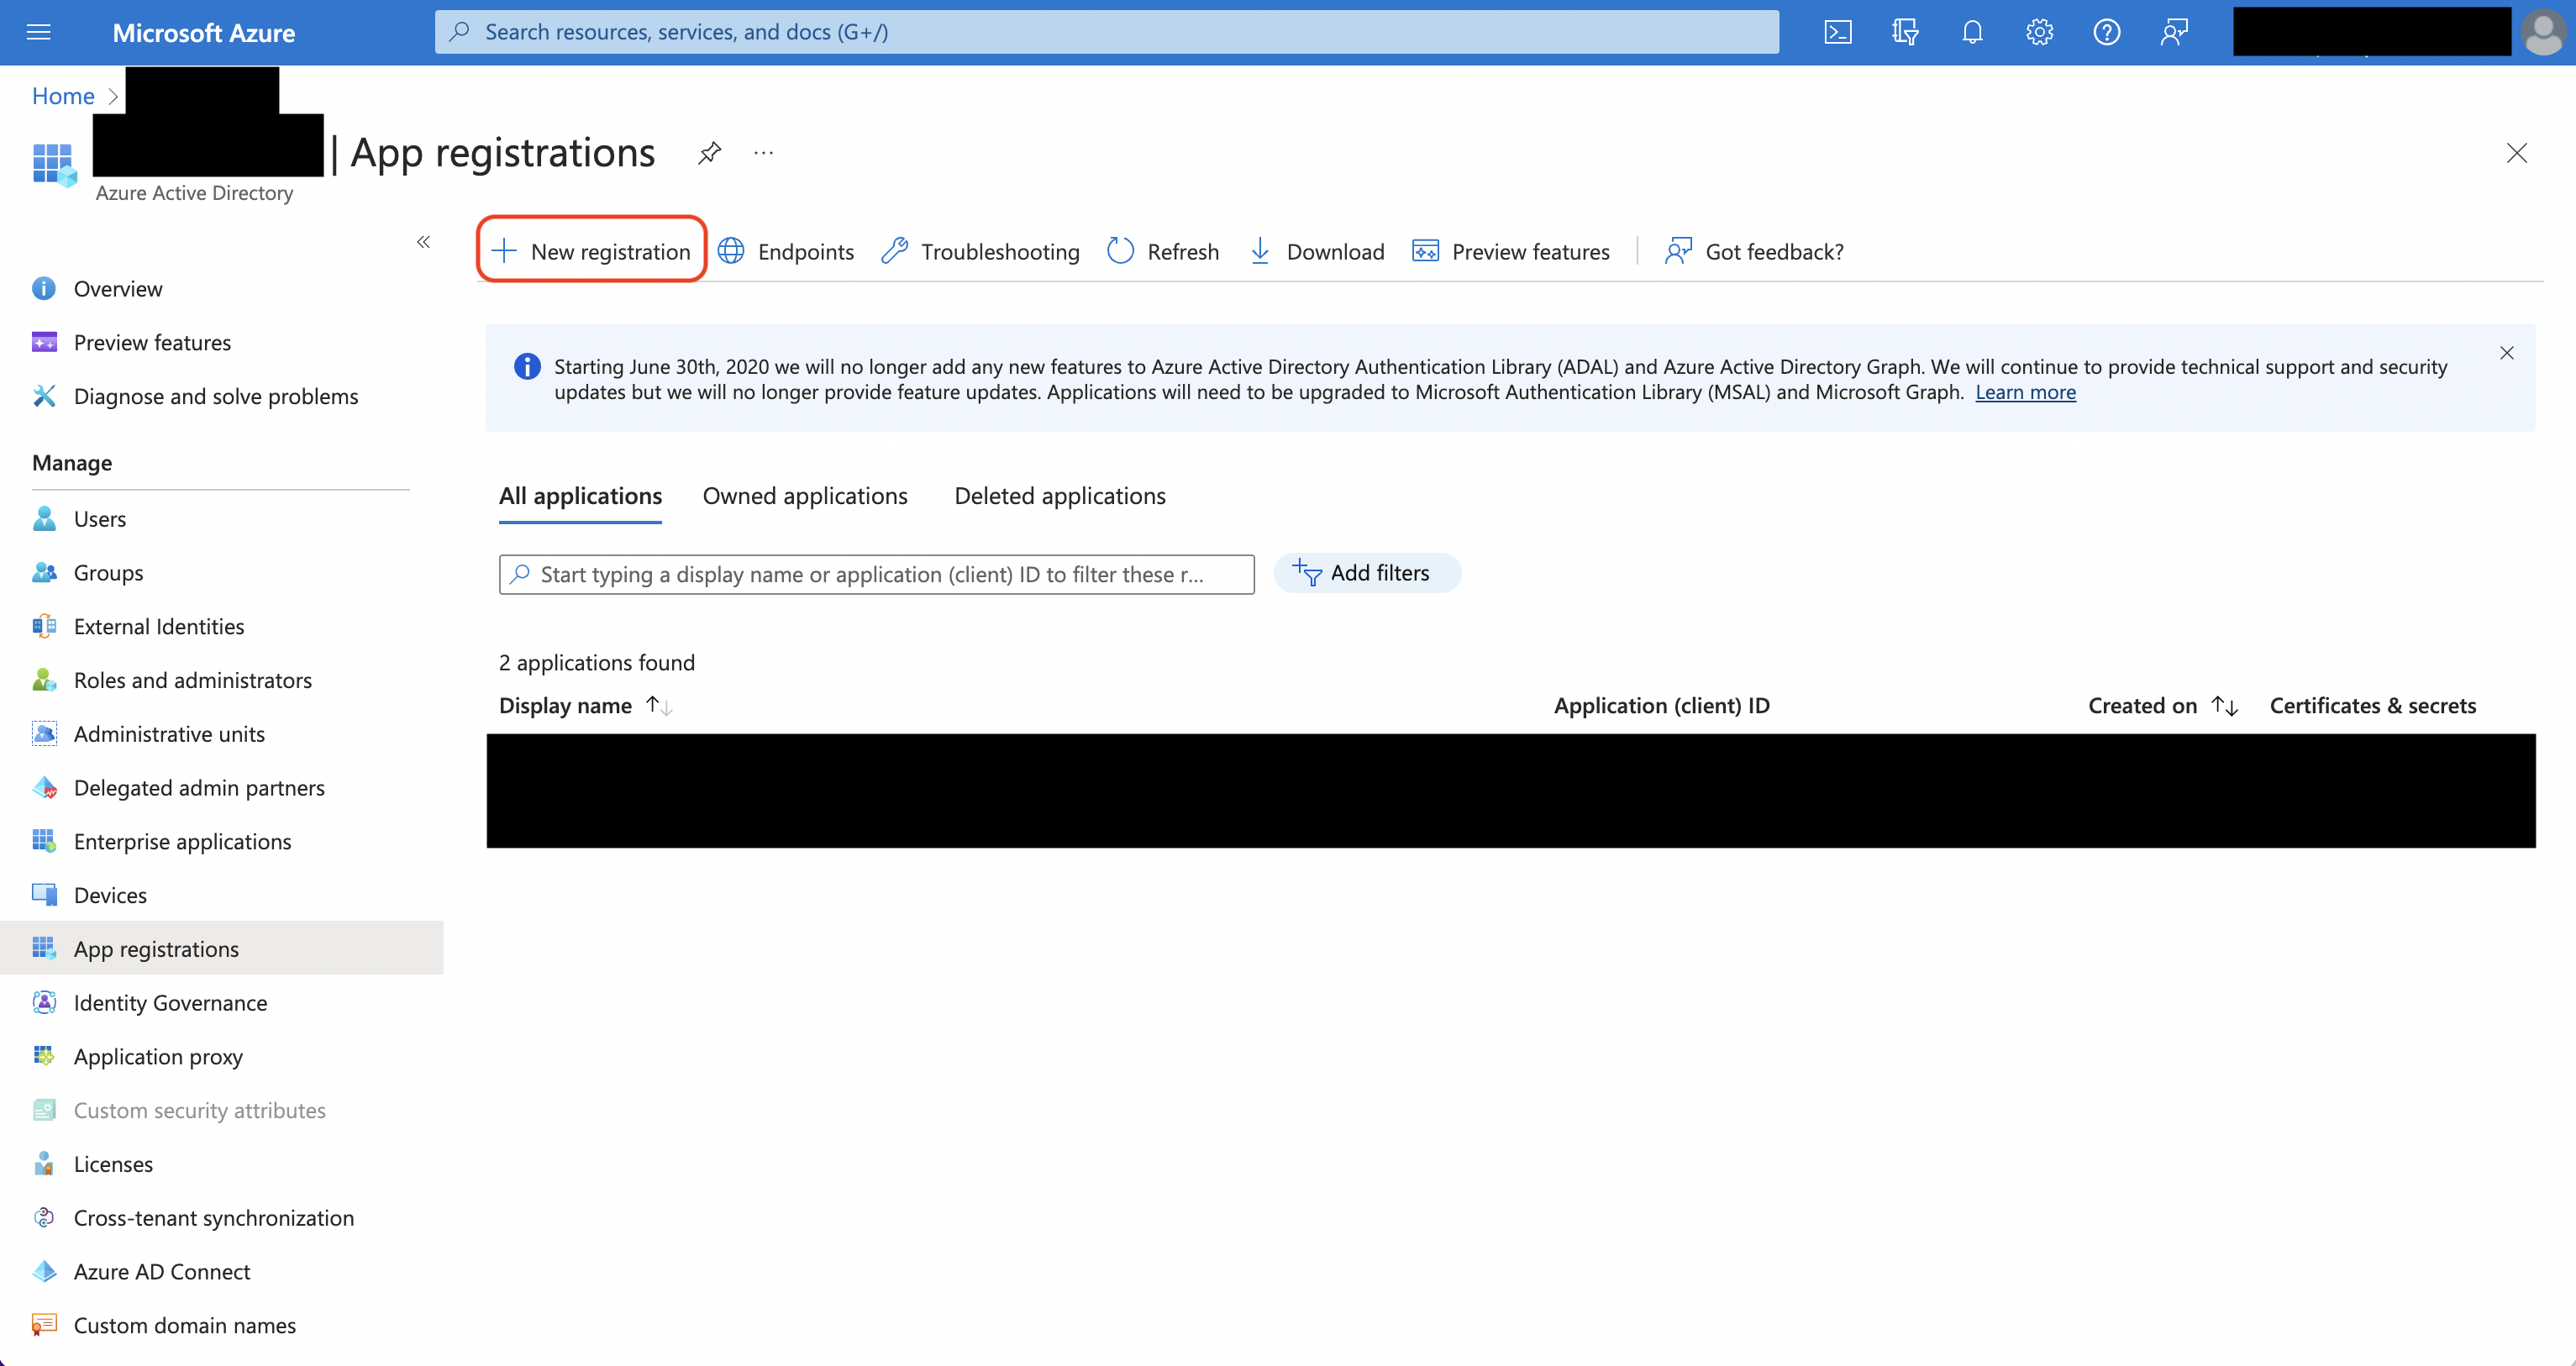 Microsoft Azure
Search resources, services, and docs (G+/)
Home
| App registrations
Azure Active Directory
New registration
Endpoints
Troubleshooting
Refresh
Download
Preview features
Got feedback?
Overview
Preview features
Diagnose and solve problems
Manage
Users
Groups
External Identities
Roles and administrators
Administrative units
Delegated admin partners
Enterprise applications
Devices
App registrations
Identity Governance
Application proxy
Custom security attributes
Licenses
Cross-tenant synchronization
Azure AD Connect
Custom domain names
Starting June 30th, 2020 we will no longer add any new features to Azure Active Directory Authentication Library (ADAL) and Azure Active Directory Graph. We will continue to provide technical support and security
updates but we will no longer provide feature updates. Applications will need to be upgraded to Microsoft Authentication Library (MSAL) and Microsoft Graph. Learn more
All applications
Owned applications
Deleted applications
Start typing a display name or application (client) ID to filter these r...
Add filters
2 applications found
Display name
Application (client) ID
Created on
Certificates & secrets